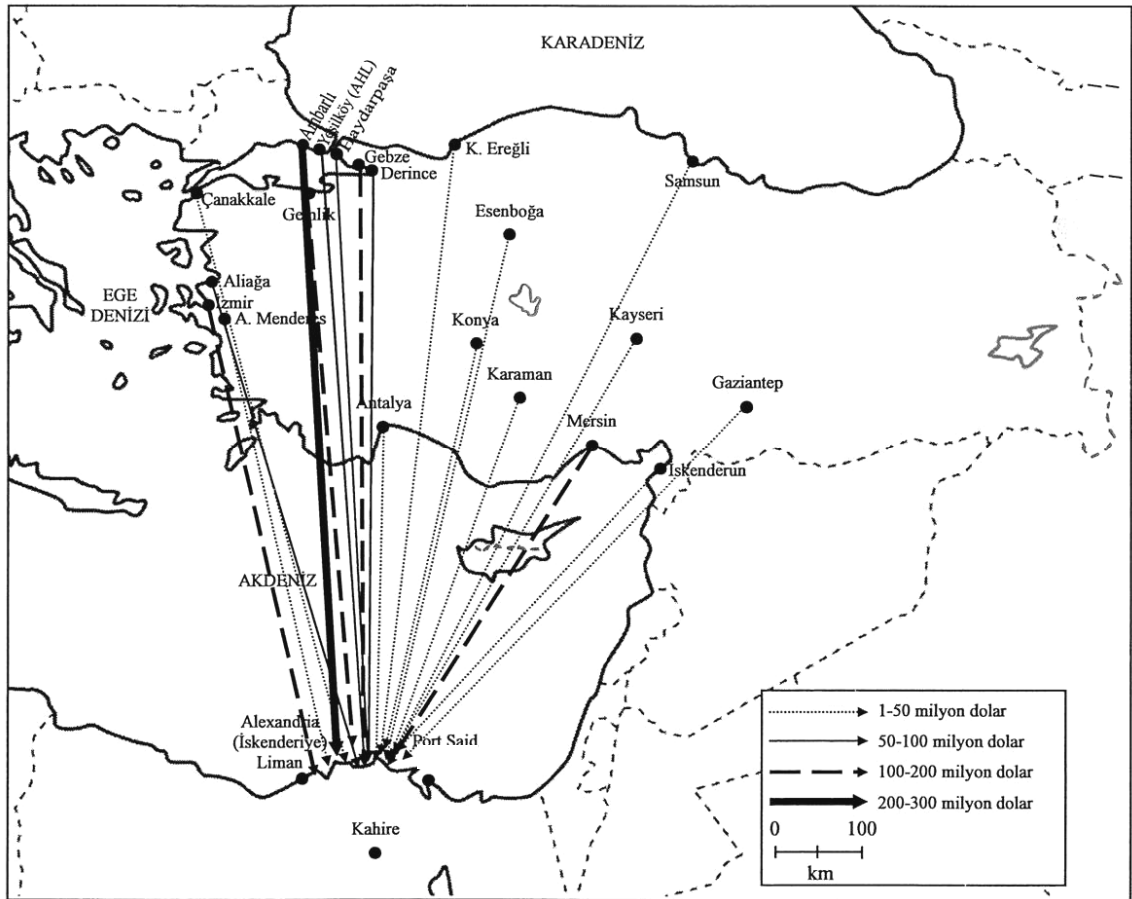 KARADENİZ
Ambarlı
Yeşilköy (AHL)
Haydarpaşa
Gebze
Derince
K. Ereğli
Samsun
Çanakkale
Gemlik
Esenboğa
Aliağa
İzmir
A. Menderes
EGE
DENİZİ
Konya
Kayseri
Karaman
Gaziantep
Antalya
Mersin
İskenderun
AKDENİZ
Alexandria
(İskenderiye)
Liman
Port Said
Kahire
1-50 milyon dolar
50-100 milyon dolar
100-200 milyon dolar
200-300 milyon dolar
0 100
km